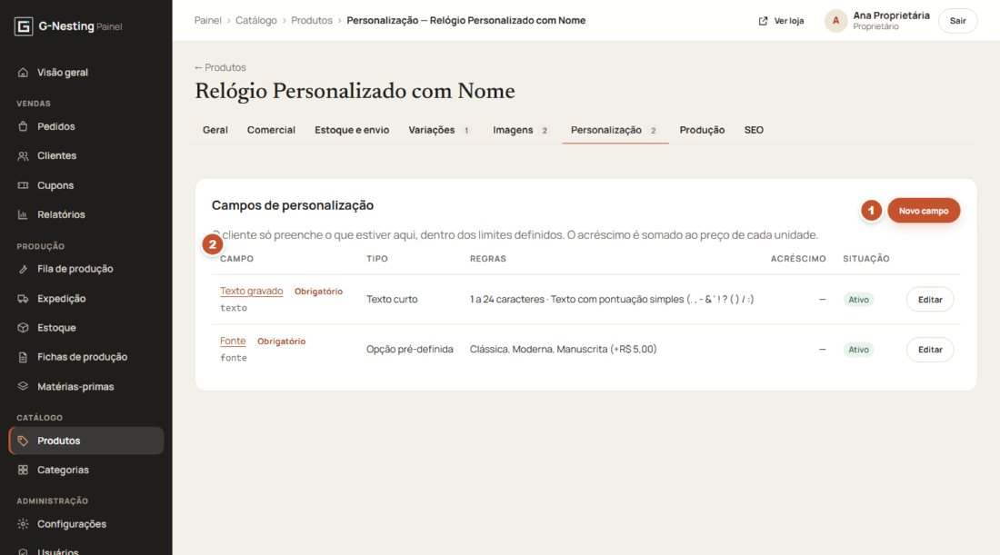 G-Nesting Painel
Painel › Catálogo › Produtos › Personalização — Relógio Personalizado com Nome
Ver loja
A
Ana Proprietária
Proprietário
Sair
Visão geral
VENDAS
Pedidos
Clientes
Cupons
Relatórios
PRODUÇÃO
Fila de produção
Expedição
Estoque
Fichas de produção
Matérias-primas
CATÁLOGO
Produtos
Categorias
ADMINISTRAÇÃO
Configurações
Usuários
← Produtos
Relógio Personalizado com Nome
Geral Comercial Estoque e envio Variações 1 Imagens 2 Personalização 2 Produção SEO
Campos de personalização
1 Novo campo
cliente só preenche o que estiver aqui, dentro dos limites definidos. O acréscimo é somado ao preço de cada unidade.
2
CAMPO TIPO REGRAS ACRÉSCIMO SITUAÇÃO
Texto gravado Obrigatório
texto
Texto curto 1 a 24 caracteres · Texto com pontuação simples (. , - & ' ! ? ( ) / :) — Ativo Editar
Fonte Obrigatório
fonte
Opção pré-definida Clássica, Moderna, Manuscrita (+R$ 5,00) — Ativo Editar